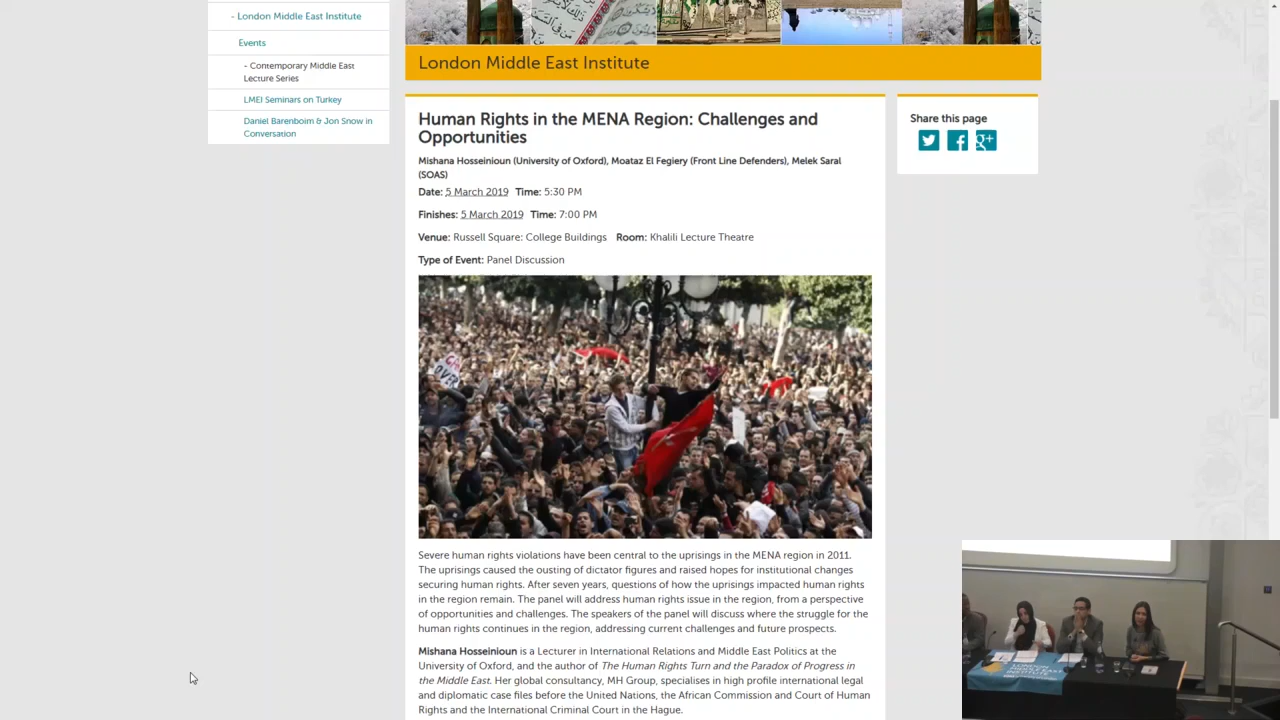 - London Middle East Institute
Events
- Contemporary Middle East
Lecture Series
LMEI Seminars on Turkey
Daniel Barenboim & Jon Snow in
Conversation
London Middle East Institute
Human Rights in the MENA Region: Challenges and
Opportunities
Mishana Hosseinioun (University of Oxford), Moataz El Fegiery (Front Line Defenders), Melek Saral
(SOAS)
Date: 5 March 2019 Time: 5:30 PM
Finishes: 5 March 2019 Time: 7:00 PM
Venue: Russell Square: College Buildings Room: Khalili Lecture Theatre
Type of Event: Panel Discussion
Severe human rights violations have been central to the uprisings in the MENA region in 2011.
The uprisings caused the ousting of dictator figures and raised hopes for institutional changes
securing human rights. After seven years, questions of how the uprisings impacted human rights
in the region remain. The panel will address human rights issue in the region, from a perspective
of opportunities and challenges. The speakers of the panel will discuss where the struggle for the
human rights continues in the region, addressing current challenges and future prospects.
Mishana Hosseinioun is a Lecturer in International Relations and Middle East Politics at the
University of Oxford, and the author of The Human Rights Turn and the Paradox of Progress in
the Middle East. Her global consultancy, MH Group, specialises in high profile international legal
and diplomatic case files before the United Nations, the African Commission and Court of Human
Rights and the International Criminal Court in the Hague.
Share this page
g+
LONDON
MIDDLE EAST
INSTITUTE